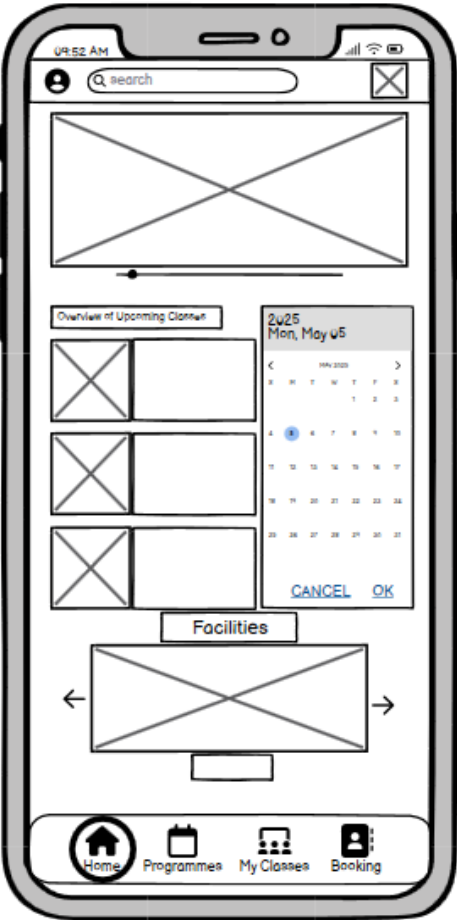 09:52 AM
search
Overview of Upcoming Classes
2025
Mon, May 05
MAY 2025
S M T W T F S
1 2 3
4 5 6 7 8 9 10
11 12 13 14 15 16 17
18 19 20 21 22 23 24
25 26 27 28 29 30 31
CANCEL OK
Facilities
Home Programmes My Classes Booking